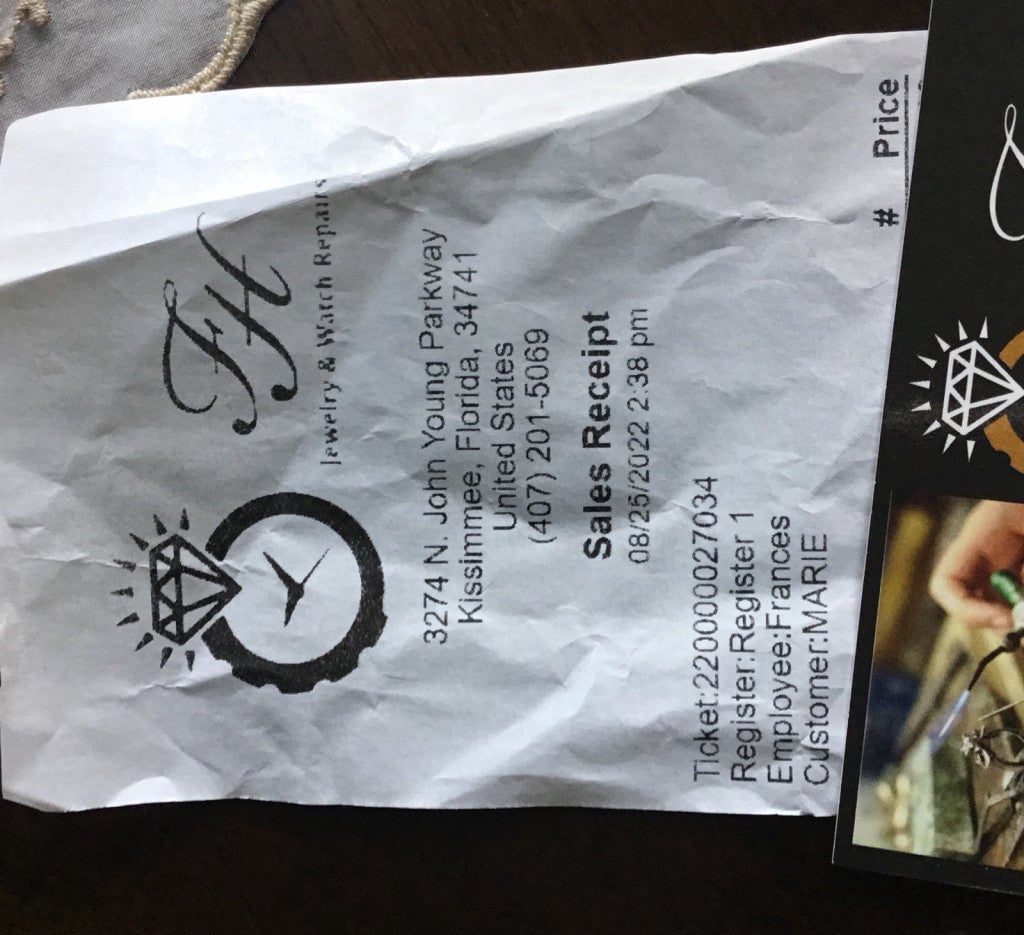 FH
Jewelry & Watch Repairs
3274 N. John Young Parkway
Kissimmee, Florida, 34741
United States
(407) 201-5069
Sales Receipt
08/25/2022 2:38 pm
Ticket:220000027034
Register:Register 1
Employee:Frances
Customer:MARIE
# Price